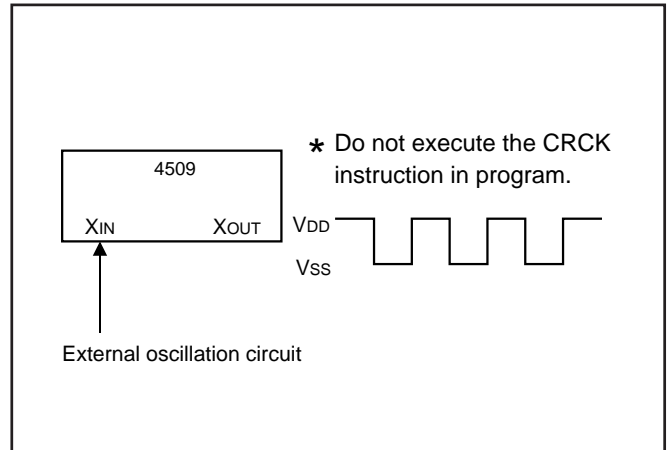 * Do not execute the CRCK
instruction in program.
4509
XIN XOUT
VDD
VSS
External oscillation circuit